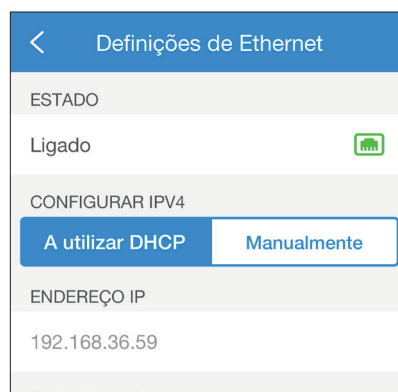 Definições de Ethernet
ESTADO
Ligado
CONFIGURAR IPV4
A utilizar DHCP Manualmente
ENDEREÇO IP
192.168.36.59